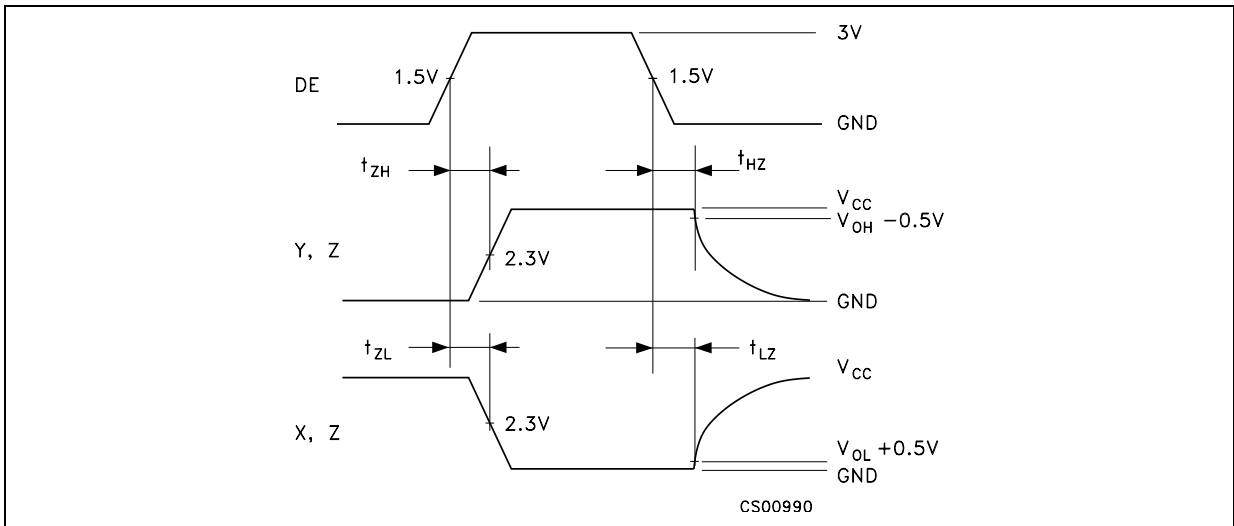 3V
DE
1.5V
1.5V
GND
tZH
tHZ
VCC
VOH -0.5V
Y, Z
2.3V
GND
tZL
tLZ
VCC
X, Z
2.3V
VOL +0.5V
GND
CS00990